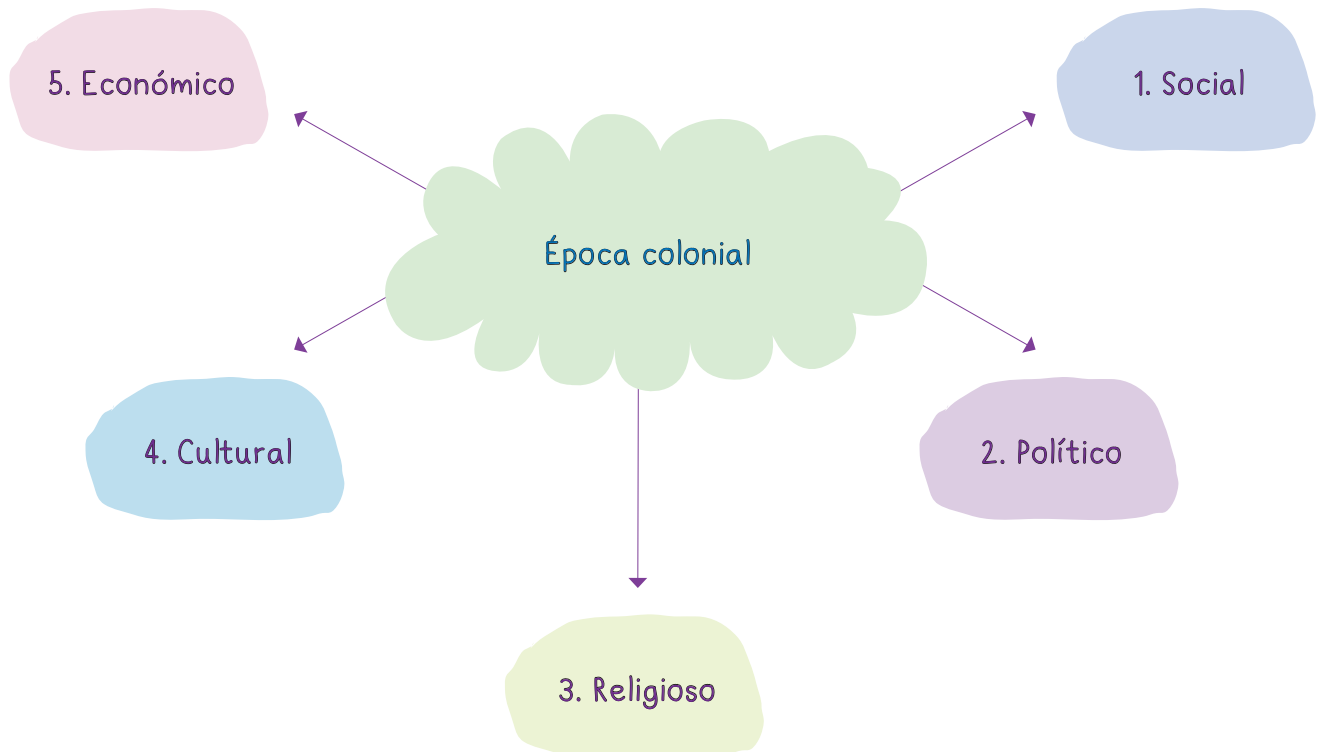 5. Económico
1. Social
Época colonial
4. Cultural
2. Político
3. Religioso